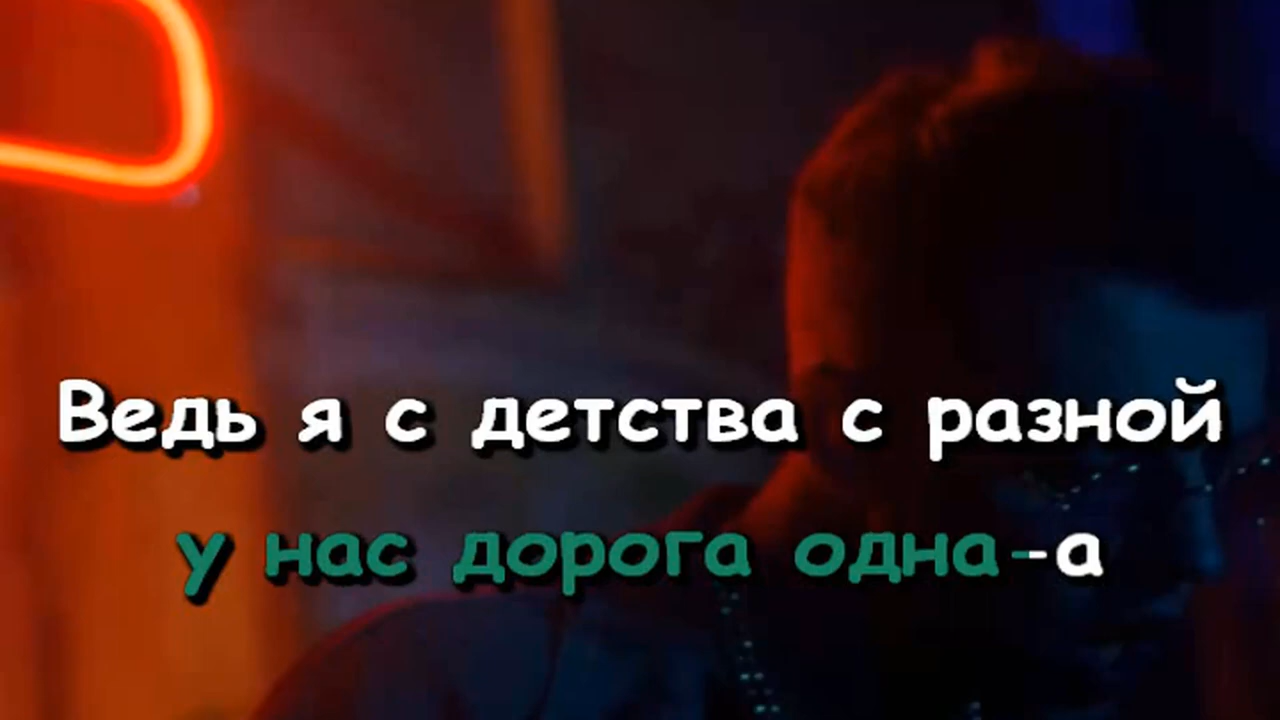 Ведь я с детства с разной
у нас дорога одна--а